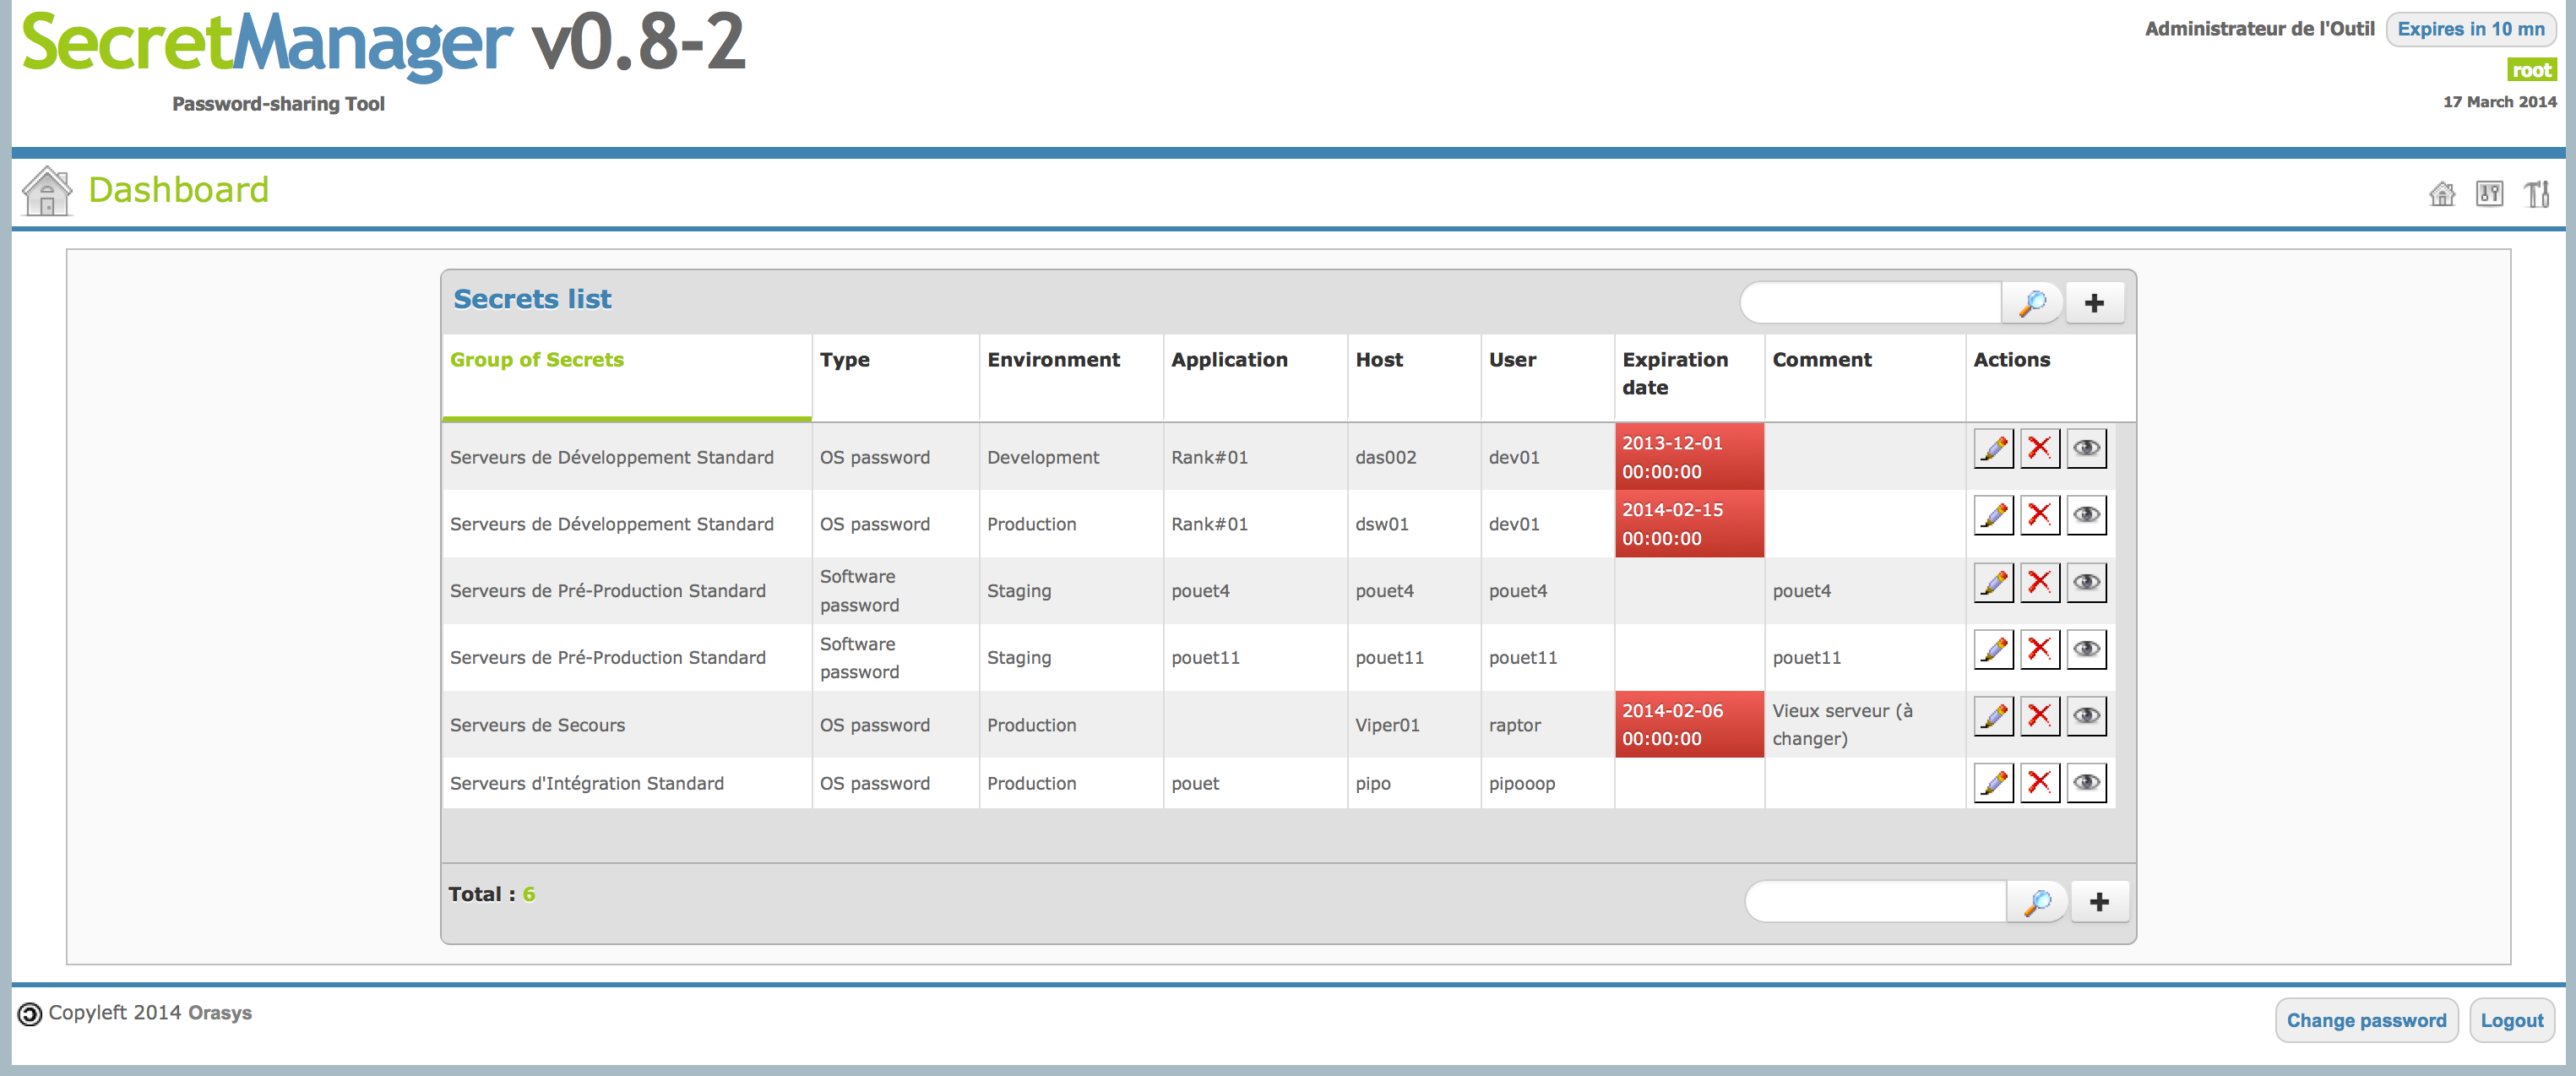 SecretManager v0.8-2
Administrateur de l'Outil Expires in 10 mn
root
Password-sharing Tool
17 March 2014
Dashboard
Secrets list
Group of Secrets Type Environment Application Host User Expiration date Comment Actions
Serveurs de Développement Standard OS password Development Rank#01 das002 dev01 2013-12-01 00:00:00
Serveurs de Développement Standard OS password Production Rank#01 dsw01 dev01 2014-02-15 00:00:00
Serveurs de Pré-Production Standard Software password Staging pouet4 pouet4 pouet4 pouet4
Serveurs de Pré-Production Standard Software password Staging pouet11 pouet11 pouet11 pouet11
Serveurs de Secours OS password Production Viper01 raptor 2014-02-06 00:00:00 Vieux serveur (à changer)
Serveurs d'Intégration Standard OS password Production pouet pipo pipooop
Total : 6
Copyleft 2014 Orasys
Change password Logout